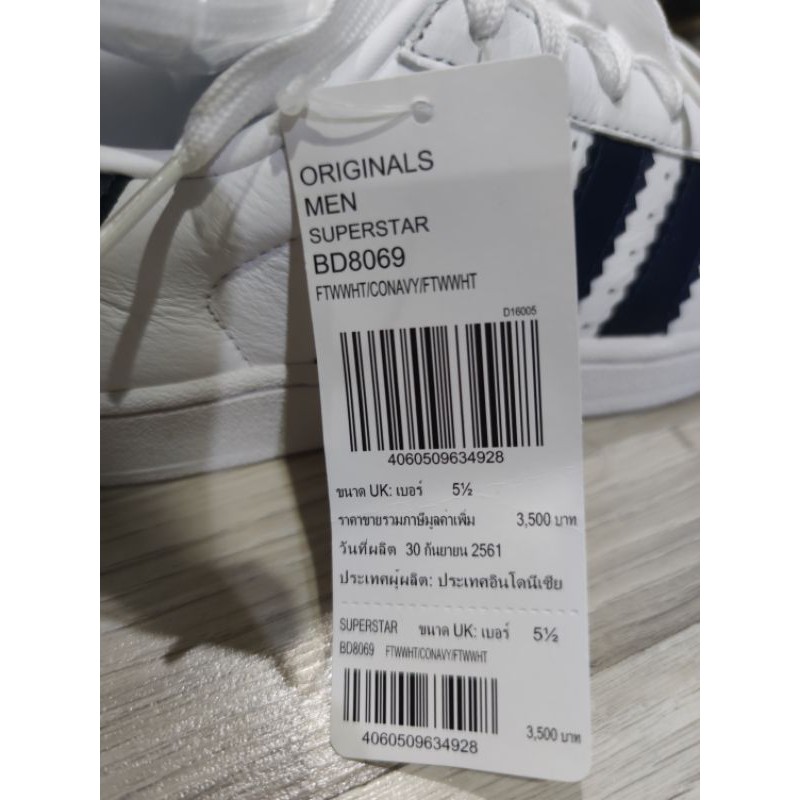 ORIGINALS
MEN
SUPERSTAR
BD8069
FTWWHT/CONAVY/FTWWHT
D16005
4060509634928
ขนาด UK: เบอร์ 5½
ราคาขายรวมภาษีมูลค่าเพิ่ม 3,500 บาท
วันที่ผลิต 30 กันยายน 2561
ประเทศผู้ผลิต: ประเทศอินโดนีเซีย
SUPERSTAR ขนาด UK: เบอร์ 5½
BD8069 FTWWHT/CONAVY/FTWWHT
4060509634928
3,500 บาท